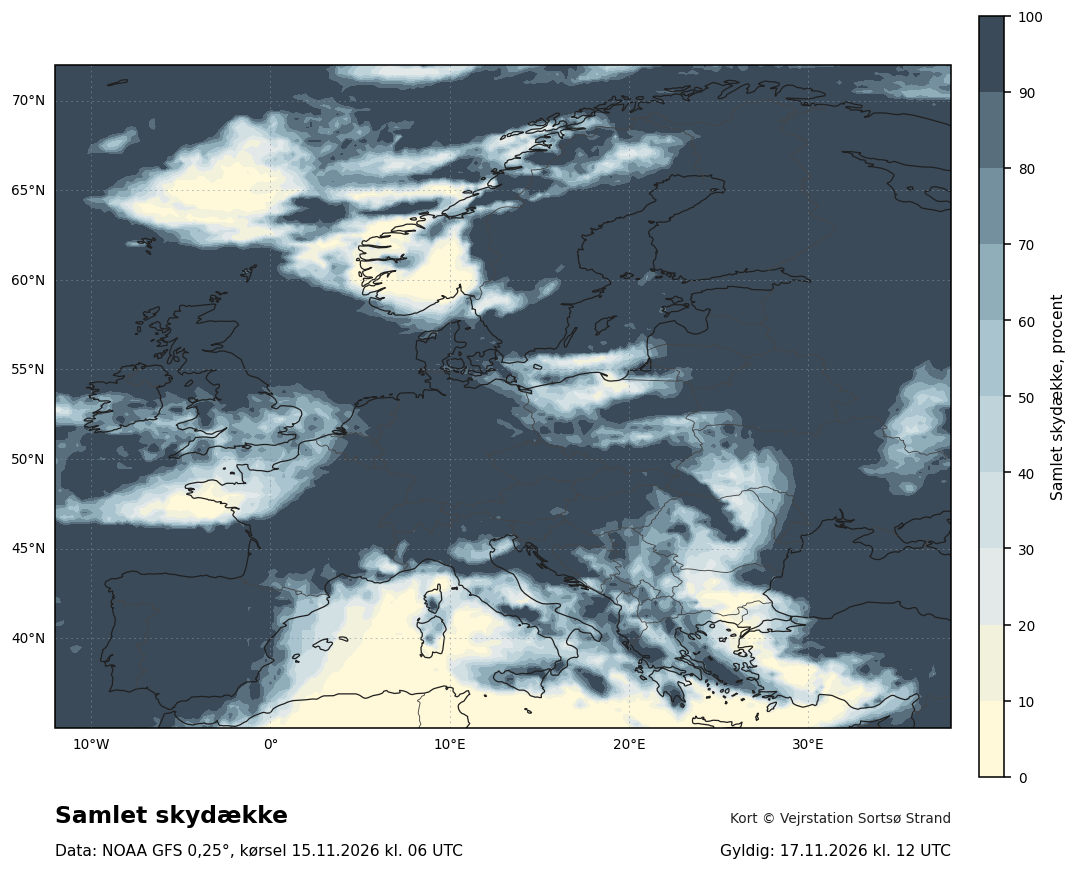 100
90
80
70
60
50
40
30
20
10
0
Samlet skydække, procent
70°N
65°N
60°N
55°N
50°N
45°N
40°N
10°W
0°
10°E
20°E
30°E
Samlet skydække
Kort © Vejrstation Sortsø Strand
Data: NOAA GFS 0,25°, kørsel 15.11.2026 kl. 06 UTC
Gyldig: 17.11.2026 kl. 12 UTC